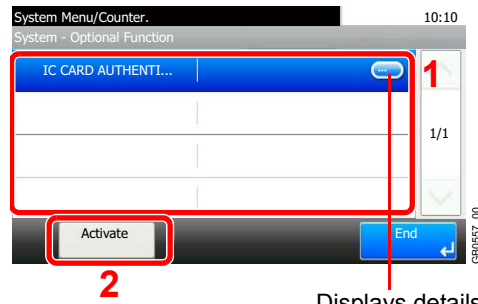 System Menu/Counter. 10:10
System - Optional Function
IC CARD AUTHENTI... 1
1/1
Activate End
2
Displays details
GB0557_00